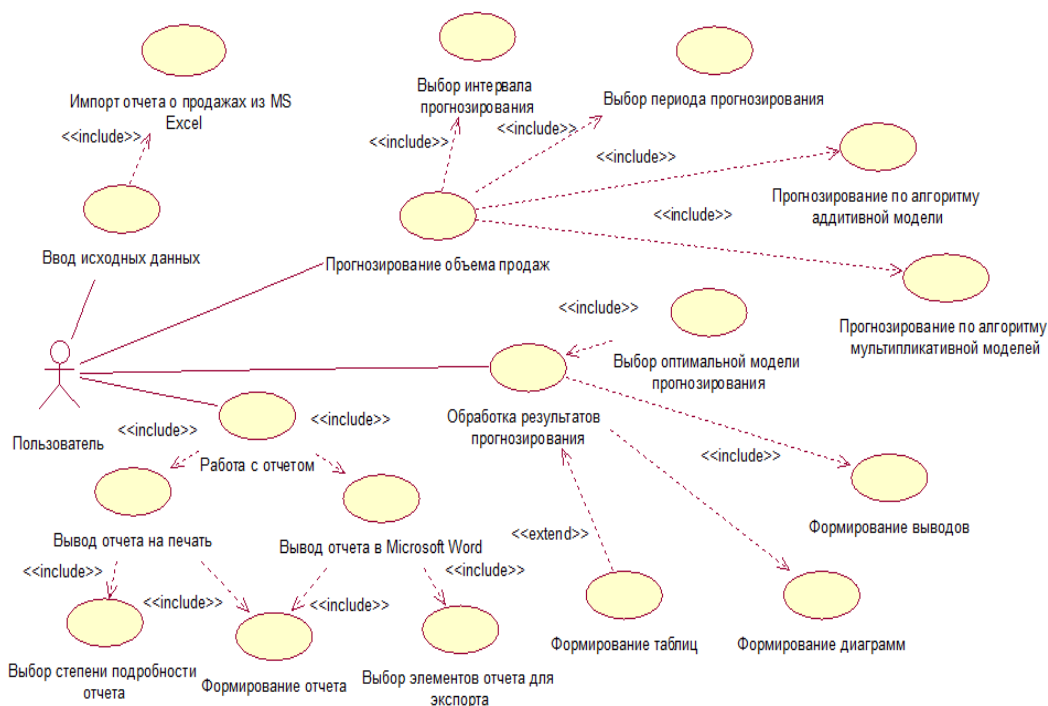 Импорт отчета о продажах из MS
Excel
Выбор интервала
прогнозирования
Выбор периода прогнозирования
<<include>>
<<include>>
<<include>>
<<include>>
<<include>>
Прогнозирование по алгоритму
аддитивной модели
Ввод исходных данных
Прогнозирование объема продаж
Прогнозирование по алгоритму
мультипликативной моделей
<<include>>
Выбор оптимальной модели
прогнозирования
Пользователь
<<include>>
<<include>>
Обработка результатов
прогнозирования
Работа с отчетом
<<include>>
Вывод отчета на печать
Вывод отчета в Microsoft Word
<<extend>>
Формирование выводов
<<include>>
<<include>>
<<include>>
<<include>>
Выбор степени подробности
отчета
Формирование отчета
Выбор элементов отчета для
экспорта
Формирование таблиц
Формирование диаграмм